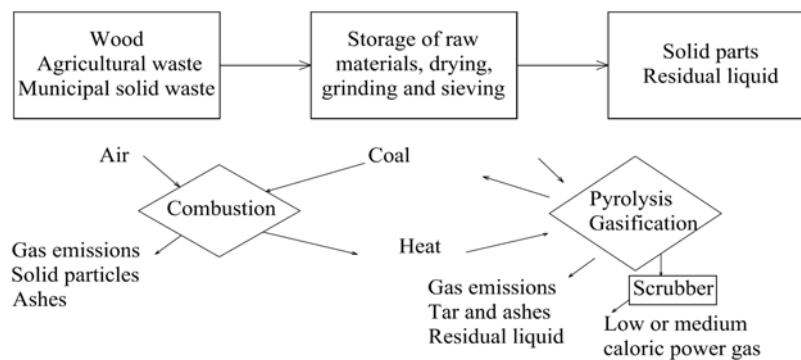 Wood
Agricultural waste
Municipal solid waste
Storage of raw
materials, drying,
grinding and sieving
Solid parts
Residual liquid
Air
Coal
Combustion
Pyrolysis
Gasification
Heat
Gas emissions
Solid particles
Ashes
Gas emissions
Tar and ashes
Residual liquid
Scrubber
Low or medium
caloric power gas